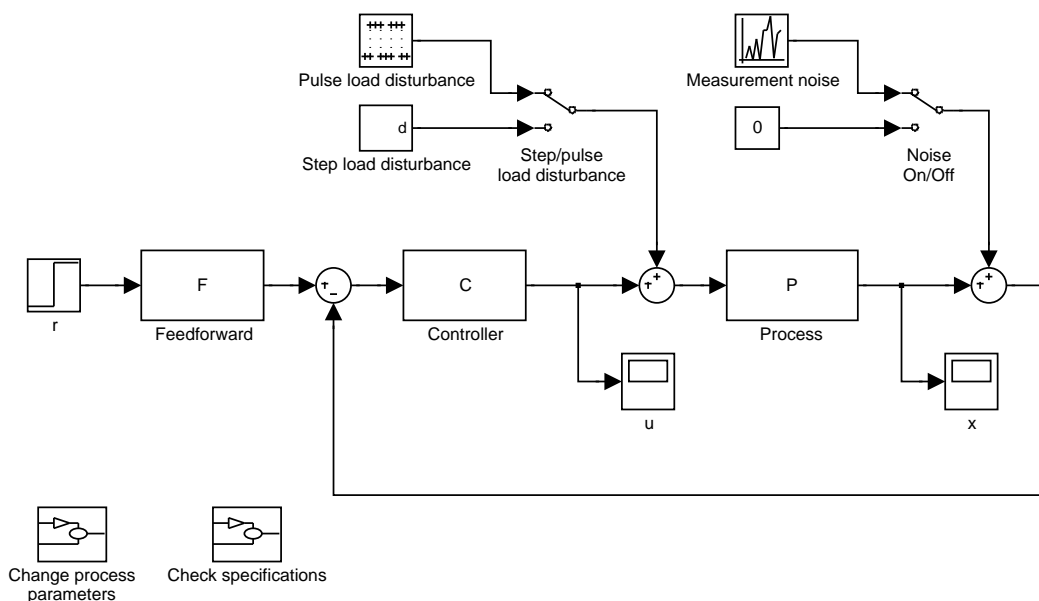 Pulse load disturbance
Measurement noise
d
0
Step load disturbance
Step/pulse
load disturbance
Noise
On/Off
r
F
Feedforward
C
Controller
P
Process
u
x
Change process
parameters
Check specifications